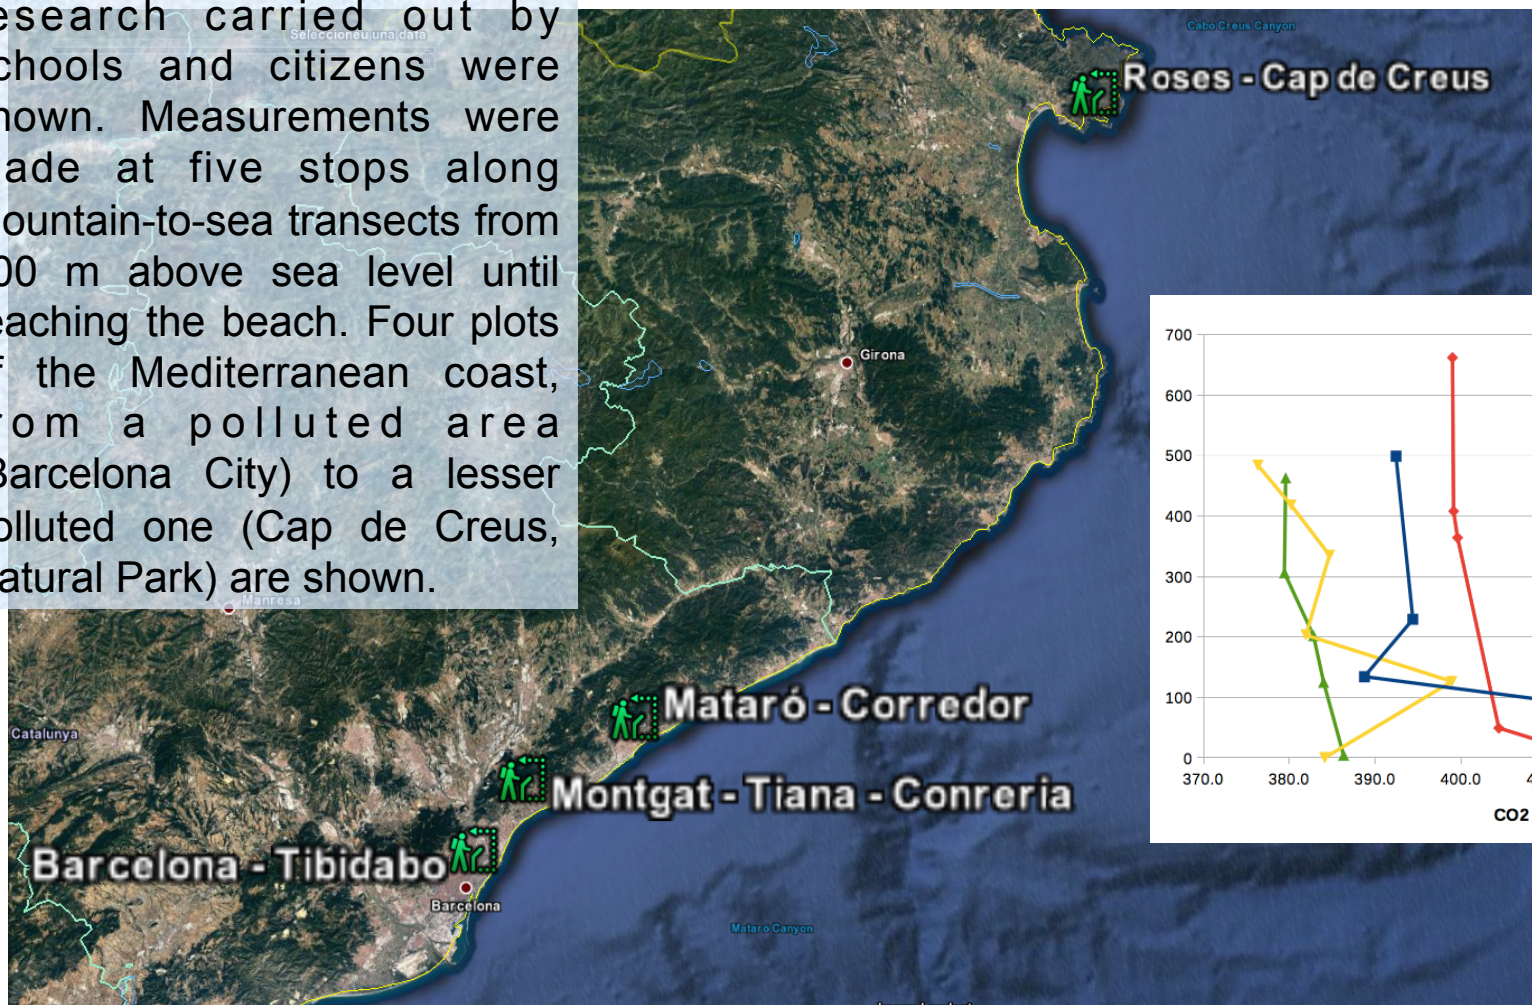 esearch carried out by
chools and citizens were
hown. Measurements were
ade at five stops along
ountain-to-sea transects from
00 m above sea level until
eaching the beach. Four plots
f the Mediterranean coast,
rom a polluted area
Barcelona City) to a lesser
olluted one (Cap de Creus,
atural Park) are shown.
Seleccioneu una data
Cabo Creus Canyon
Roses - Cap de Creus
Girona
Manresa
Mataró - Corredor
Catalunya
Montgat - Tiana - Conreria
Barcelona - Tibidabo
Barcelona
Mataró Canyon
700
600
500
400
300
200
100
0
370.0 380.0 390.0 400.0 4
CO2